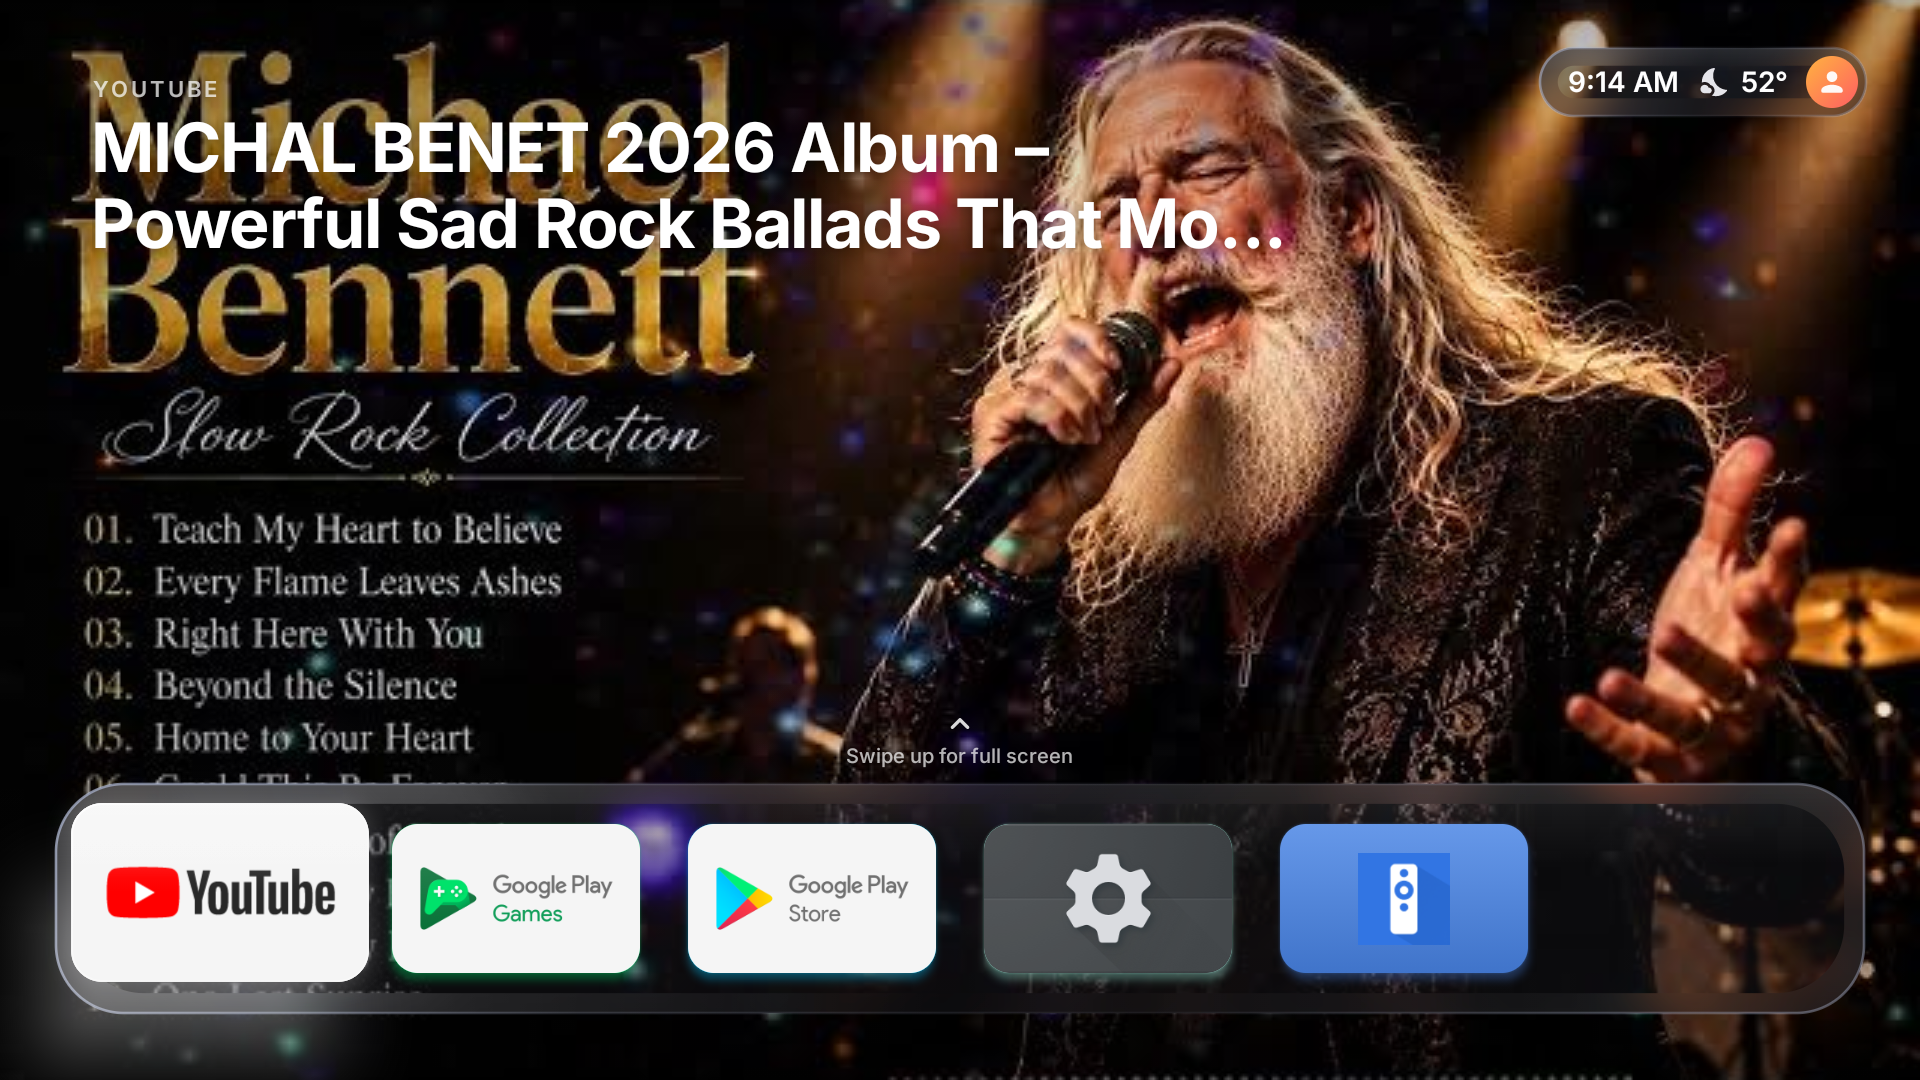 YOUTUBE
MICHAL BENET 2026 Album –
Powerful Sad Rock Ballads That Mo...
9:14 AM 52°
Michael
Bennett
Slow Rock Collection
01. Teach My Heart to Believe
02. Every Flame Leaves Ashes
03. Right Here With You
04. Beyond the Silence
05. Home to Your Heart
Swipe up for full screen
YouTube
Google Play
Games
Google Play
Store